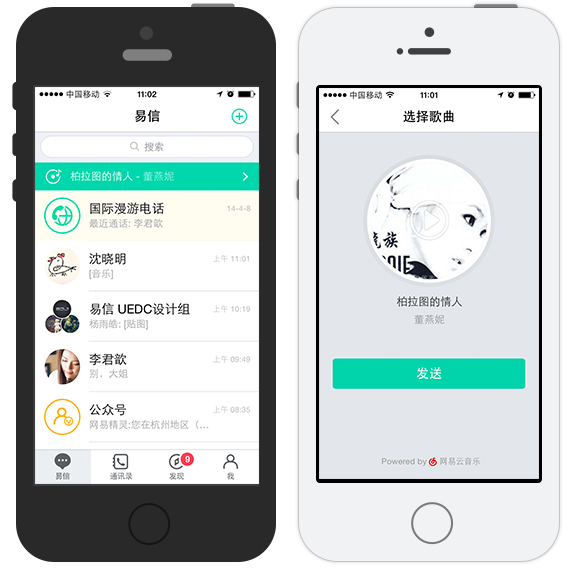 中国移动
11:02
易信
搜索
柏拉图的情人 - 董燕妮
国际漫游电话
14-4-8
最近通话: 李君歆
沈晓明
上午 11:01
[音乐]
易信 UEDC设计组
上午 10:19
杨雨皓: [贴图]
李君歆
上午 09:49
别，大姐
公众号
上午 08:35
网易精灵:您在杭州地区（...
易信
通讯录
9
发现
我
中国移动
11:01
选择歌曲
柏拉图的情人
董燕妮
发送
Powered by 网易云音乐